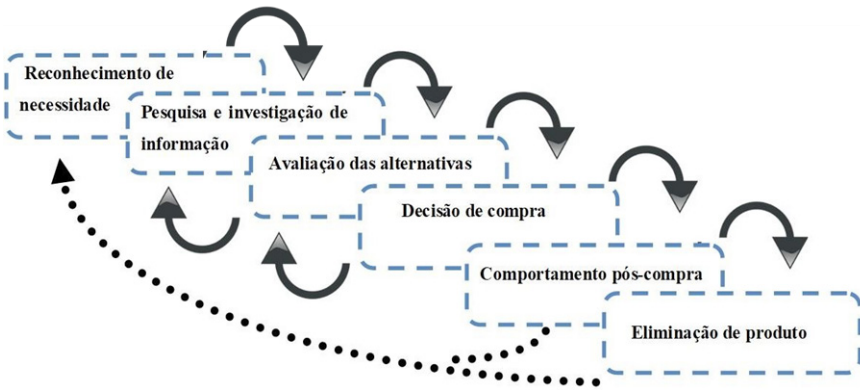 Reconhecimento de
necessidade
Pesquisa e investigação de
informação
Avaliação das alternativas
Decisão de compra
Comportamento pós-compra
Eliminação de produto